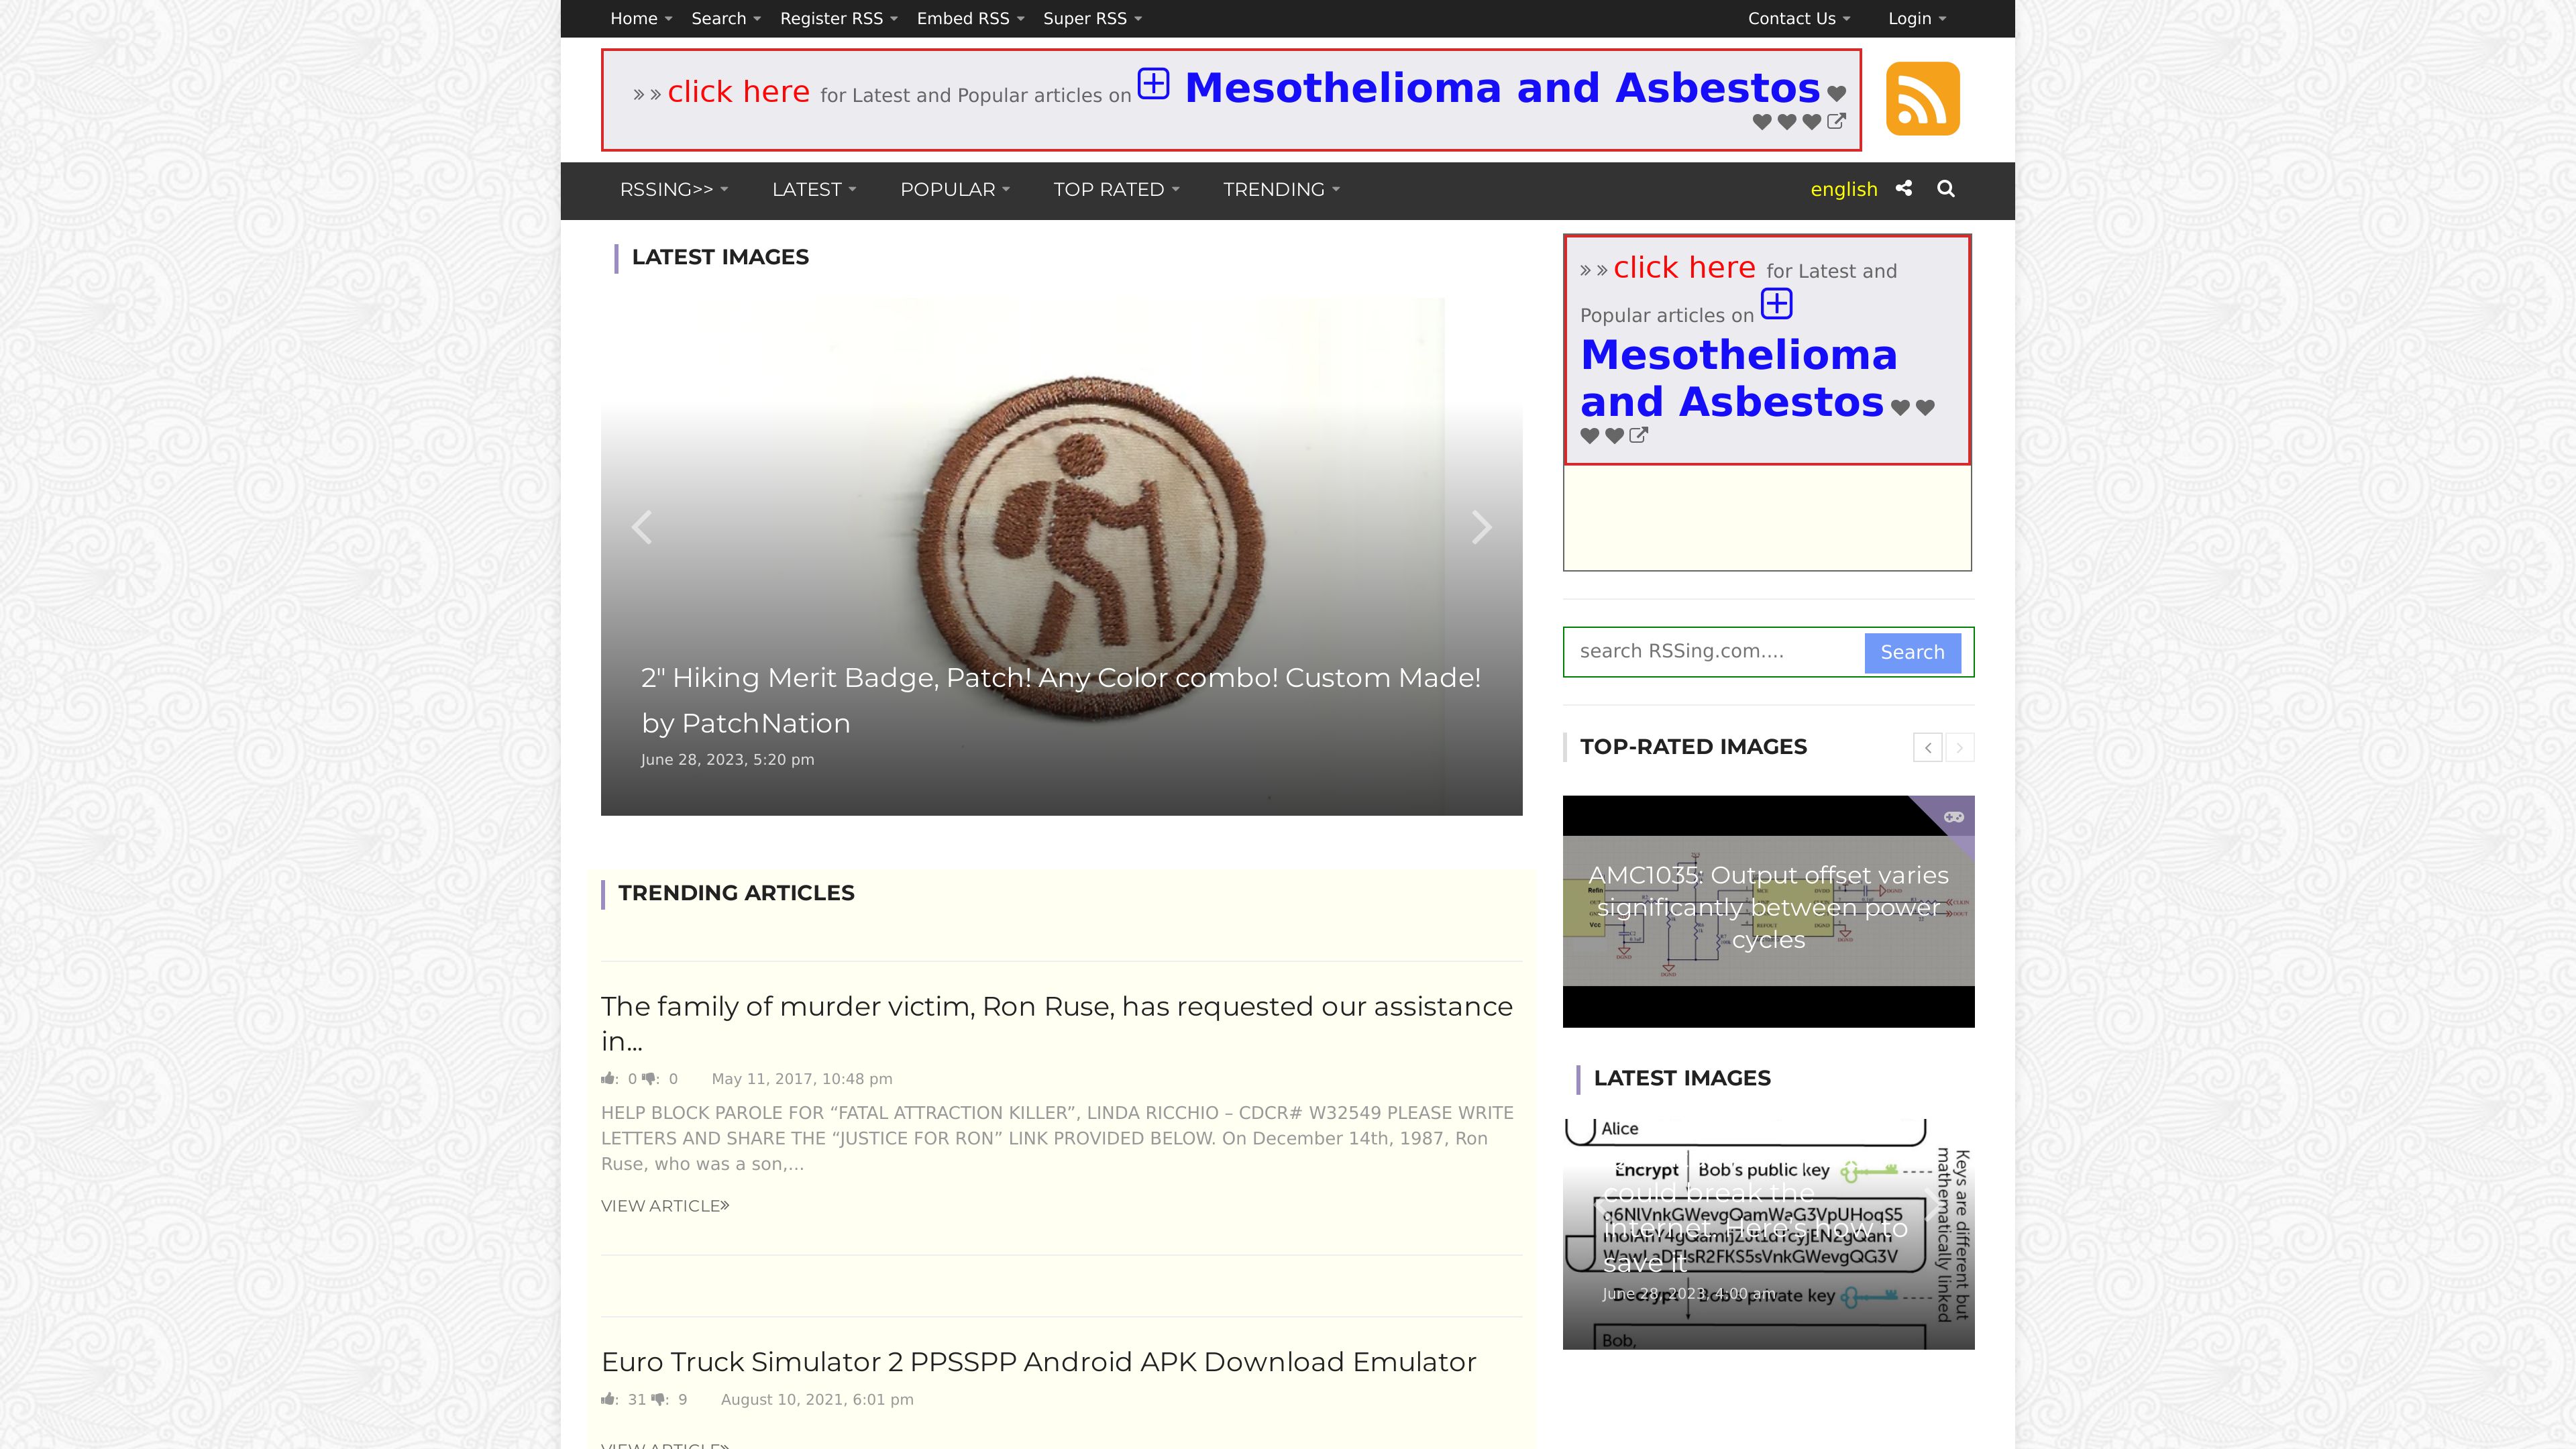 Home Search Register RSS Embed RSS Super RSS Contact Us Login
» » click here for Latest and Popular articles on Mesothelioma and Asbestos
RSSING>> LATEST POPULAR TOP RATED TRENDING english
LATEST IMAGES
2" Hiking Merit Badge, Patch! Any Color combo! Custom Made!
by PatchNation
June 28, 2023, 5:20 pm
TRENDING ARTICLES
The family of murder victim, Ron Ruse, has requested our assistance
in...
: 0 : 0 May 11, 2017, 10:48 pm
HELP BLOCK PAROLE FOR “FATAL ATTRACTION KILLER”, LINDA RICCHIO – CDCR# W32549 PLEASE WRITE
LETTERS AND SHARE THE “JUSTICE FOR RON” LINK PROVIDED BELOW. On December 14th, 1987, Ron
Ruse, who was a son,...
VIEW ARTICLE»
Euro Truck Simulator 2 PPSSPP Android APK Download Emulator
: 31 : 9 August 10, 2021, 6:01 pm
VIEW ARTICLE»
» » click here for Latest and
Popular articles on
Mesothelioma
and Asbestos
search RSSing.com.... Search
TOP-RATED IMAGES
AMC1035: Output offset varies
significantly between power
cycles
Refin
Vcc
DGND
LATEST IMAGES
Alice
Encrypt Bob's public key
could break the
q6NlVnkGWevgQamWaG3VpUHoqS5
internet. Here's how to
save it
June 28, 2023, 4:00 am
Decrypt Bob's private key
Bob,
Keys are different but
mathematically linked